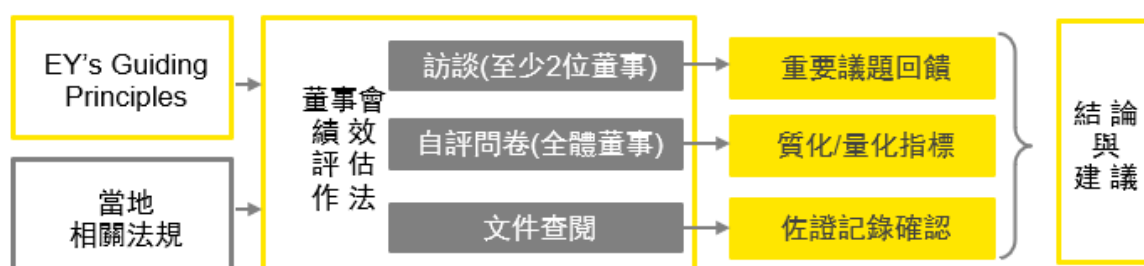 EY's Guiding
Principles
當地
相關法規
董事會
績 效
評 估
作 法
訪談(至少2位董事)
自評問卷(全體董事)
文件查閱
重要議題回饋
質化/量化指標
佐證記錄確認
結 論
與
建 議